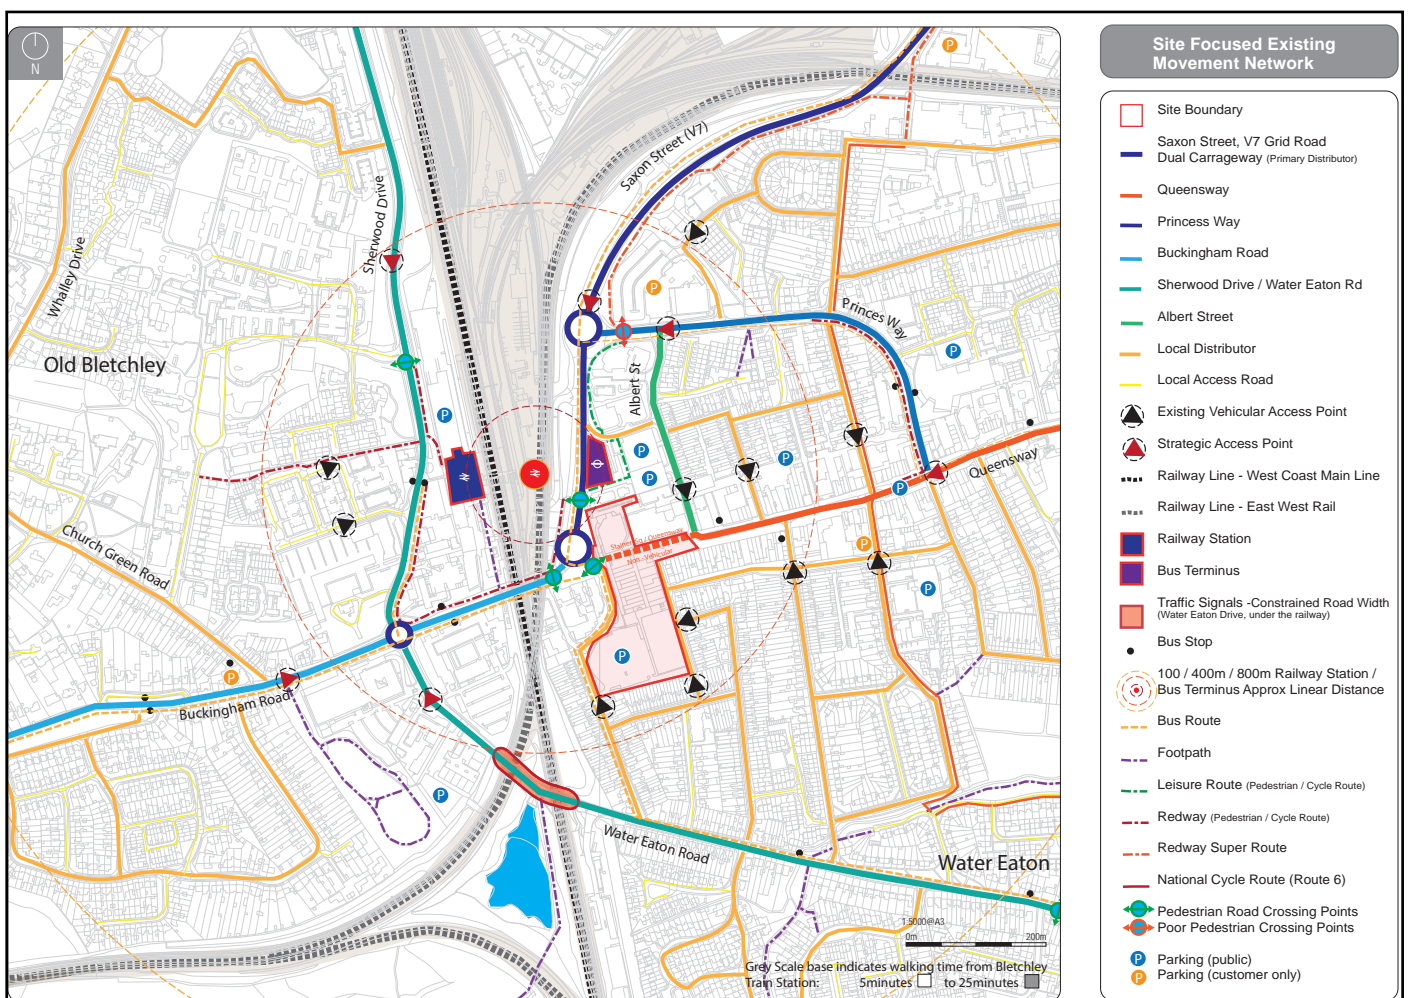 N
Saxon Street (V7)
Sherwood Drive
Whalley Drive
Old Bletchley
Princes Way
Albert St
Queensway
Church Green Road
Non - Vehicular
Buckingham Road
Water Eaton Road
Water Eaton
1:5000@A3
0m
200m
Grey Scale base indicates walking time from Bletchley
Train Station: 5minutes to 25minutes
P
P
P
P
P
P
P
P
P
P
P
P
P
P
Site Focused Existing
Movement Network
Site Boundary
Saxon Street, V7 Grid Road
Dual Carrageway (Primary Distributor)
Queensway
Princess Way
Buckingham Road
Sherwood Drive / Water Eaton Rd
Albert Street
Local Distributor
Local Access Road
Existing Vehicular Access Point
Strategic Access Point
Railway Line - West Coast Main Line
Railway Line - East West Rail
Railway Station
Bus Terminus
Traffic Signals -Constrained Road Width
(Water Eaton Drive, under the railway)
Bus Stop
100 / 400m / 800m Railway Station /
Bus Terminus Approx Linear Distance
Bus Route
Footpath
Leisure Route (Pedestrian / Cycle Route)
Redway (Pedestrian / Cycle Route)
Redway Super Route
National Cycle Route (Route 6)
Pedestrian Road Crossing Points
Poor Pedestrian Crossing Points
P Parking (public)
P Parking (customer only)